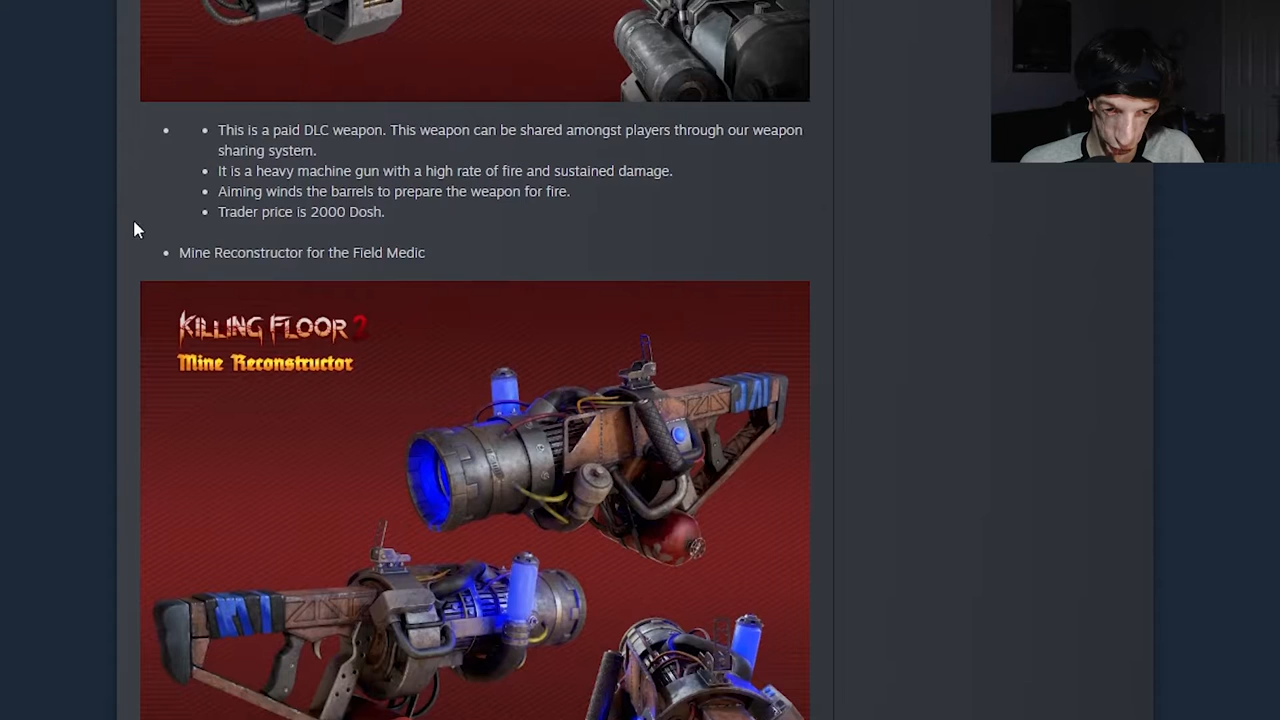 This is a paid DLC weapon. This weapon can be shared amongst players through our weapon
sharing system.
It is a heavy machine gun with a high rate of fire and sustained damage.
Aiming winds the barrels to prepare the weapon for fire.
Trader price is 2000 Dosh.
Mine Reconstructor for the Field Medic
KILLING FLOOR 2
Mine Reconstructor